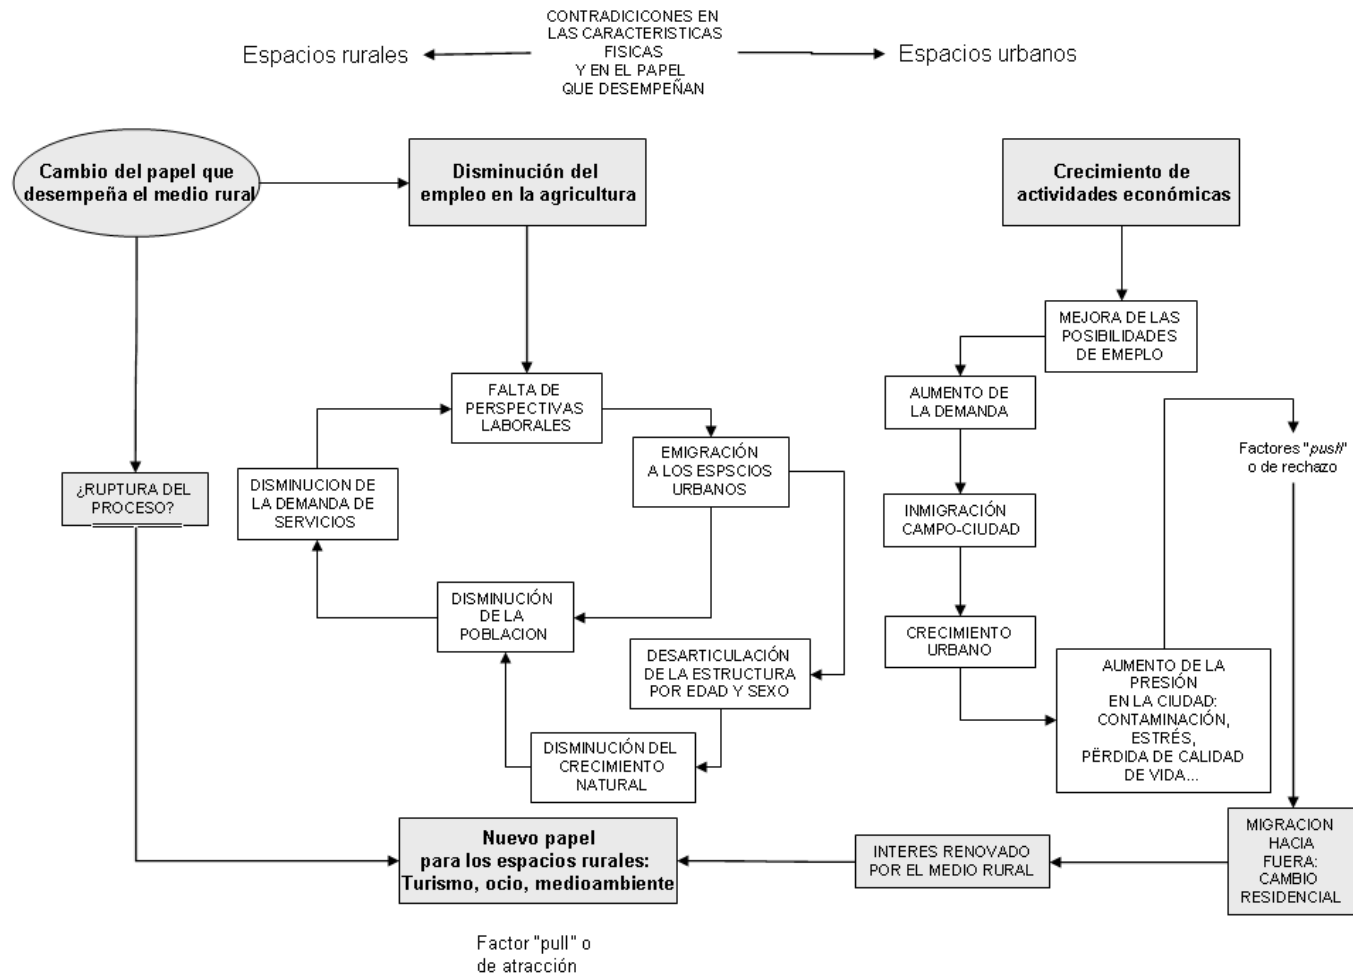 CONTRADICICONES EN
LAS CARACTERISTICAS
FISICAS
Y EN EL PAPEL
QUE DESEMPEÑAN
Espacios rurales
Espacios urbanos
Cambio del papel que
desempeña el medio rural
Disminución del
empleo en la agricultura
Crecimiento de
actividades económicas
MEJORA DE LAS
POSIBILIDADES
DE EMEPLO
FALTA DE
PERSPECTIVAS
LABORALES
AUMENTO DE
LA DEMANDA
EMIGRACIÓN
A LOS ESPSCIOS
URBANOS
Factores "push"
o de rechazo
¿RUPTURA DEL
PROCESO?
DISMINUCION DE
LA DEMANDA DE
SERVICIOS
INMIGRACIÓN
CAMPO-CIUDAD
DISMINUCIÓN
DE LA
POBLACION
CRECIMIENTO
URBANO
DESARTICULACIÓN
DE LA ESTRUCTURA
POR EDAD Y SEXO
AUMENTO DE LA
PRESIÓN
EN LA CIUDAD:
CONTAMINACIÓN,
ESTRÉS,
PËRDIDA DE CALIDAD
DE VIDA...
DISMINUCIÓN DEL
CRECIMIENTO
NATURAL
Nuevo papel
para los espacios rurales:
Turismo, ocio, medioambiente
INTERES RENOVADO
POR EL MEDIO RURAL
MIGRACION
HACIA
FUERA:
CAMBIO
RESIDENCIAL
Factor "pull" o
de atracción